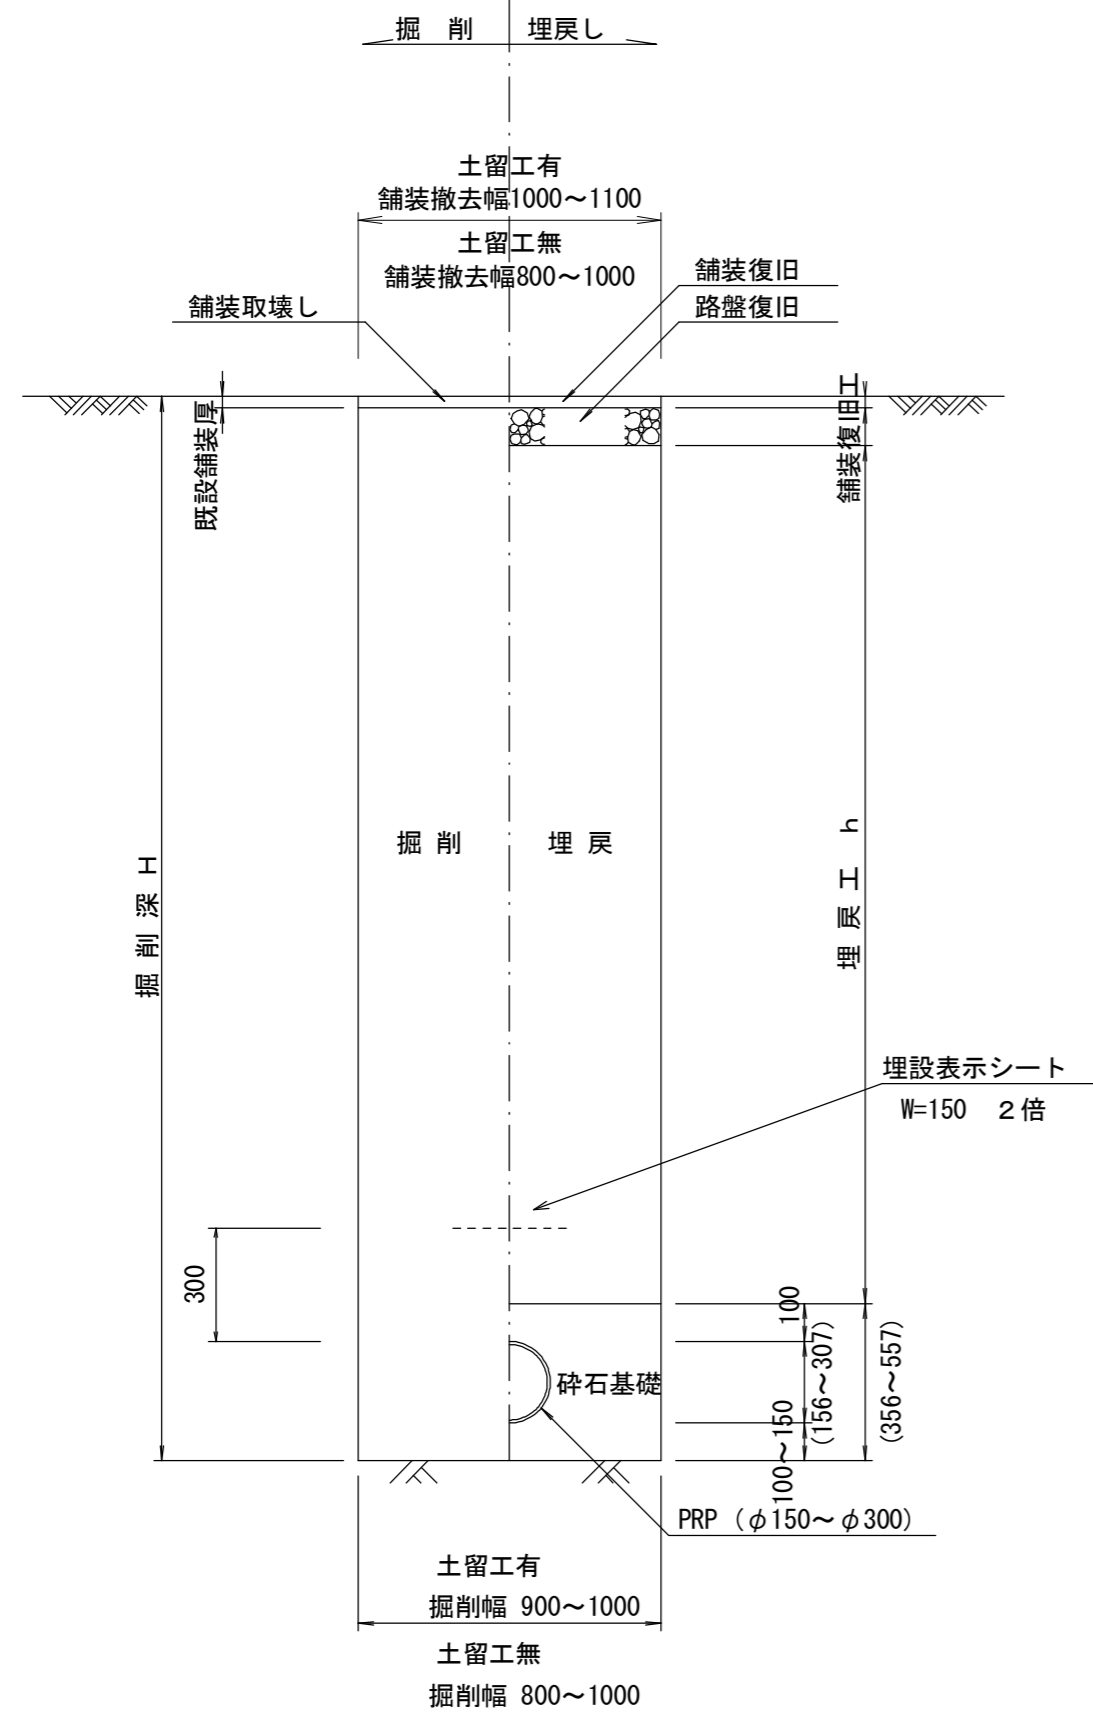 掘　削　埋戻し
土留工有
舗装撤去幅1000～1100
土留工無
舗装撤去幅800～1000
舗装復旧
路盤復旧
舗装取壊し
既設舗装厚
舗装復旧工
掘 削
埋 戻
掘 削 深 H
埋 戻 工 h
埋設表示シート
W=150　２倍
300
100
(156～307)
100～150
(356～557)
砕石基礎
PRP（φ150～φ300）
土留工有
掘削幅 900～1000
土留工無
掘削幅 800～1000